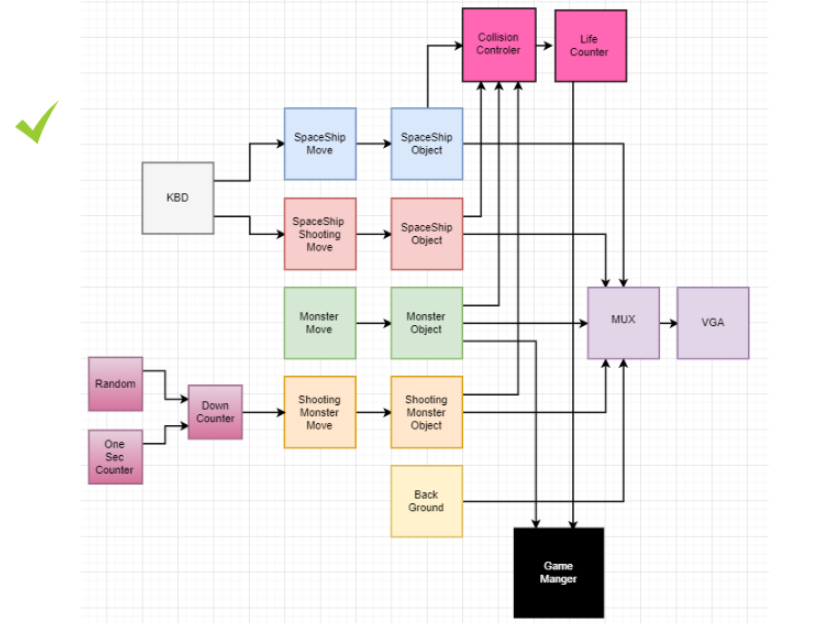 Collision
Controler
Life
Counter
SpaceShip
Move
SpaceShip
Object
KBD
SpaceShip
Shooting
Move
SpaceShip
Object
Monster
Move
Monster
Object
MUX
VGA
Random
Down
Counter
One
Sec
Counter
Shooting
Monster
Move
Shooting
Monster
Object
Back
Ground
Game
Manger